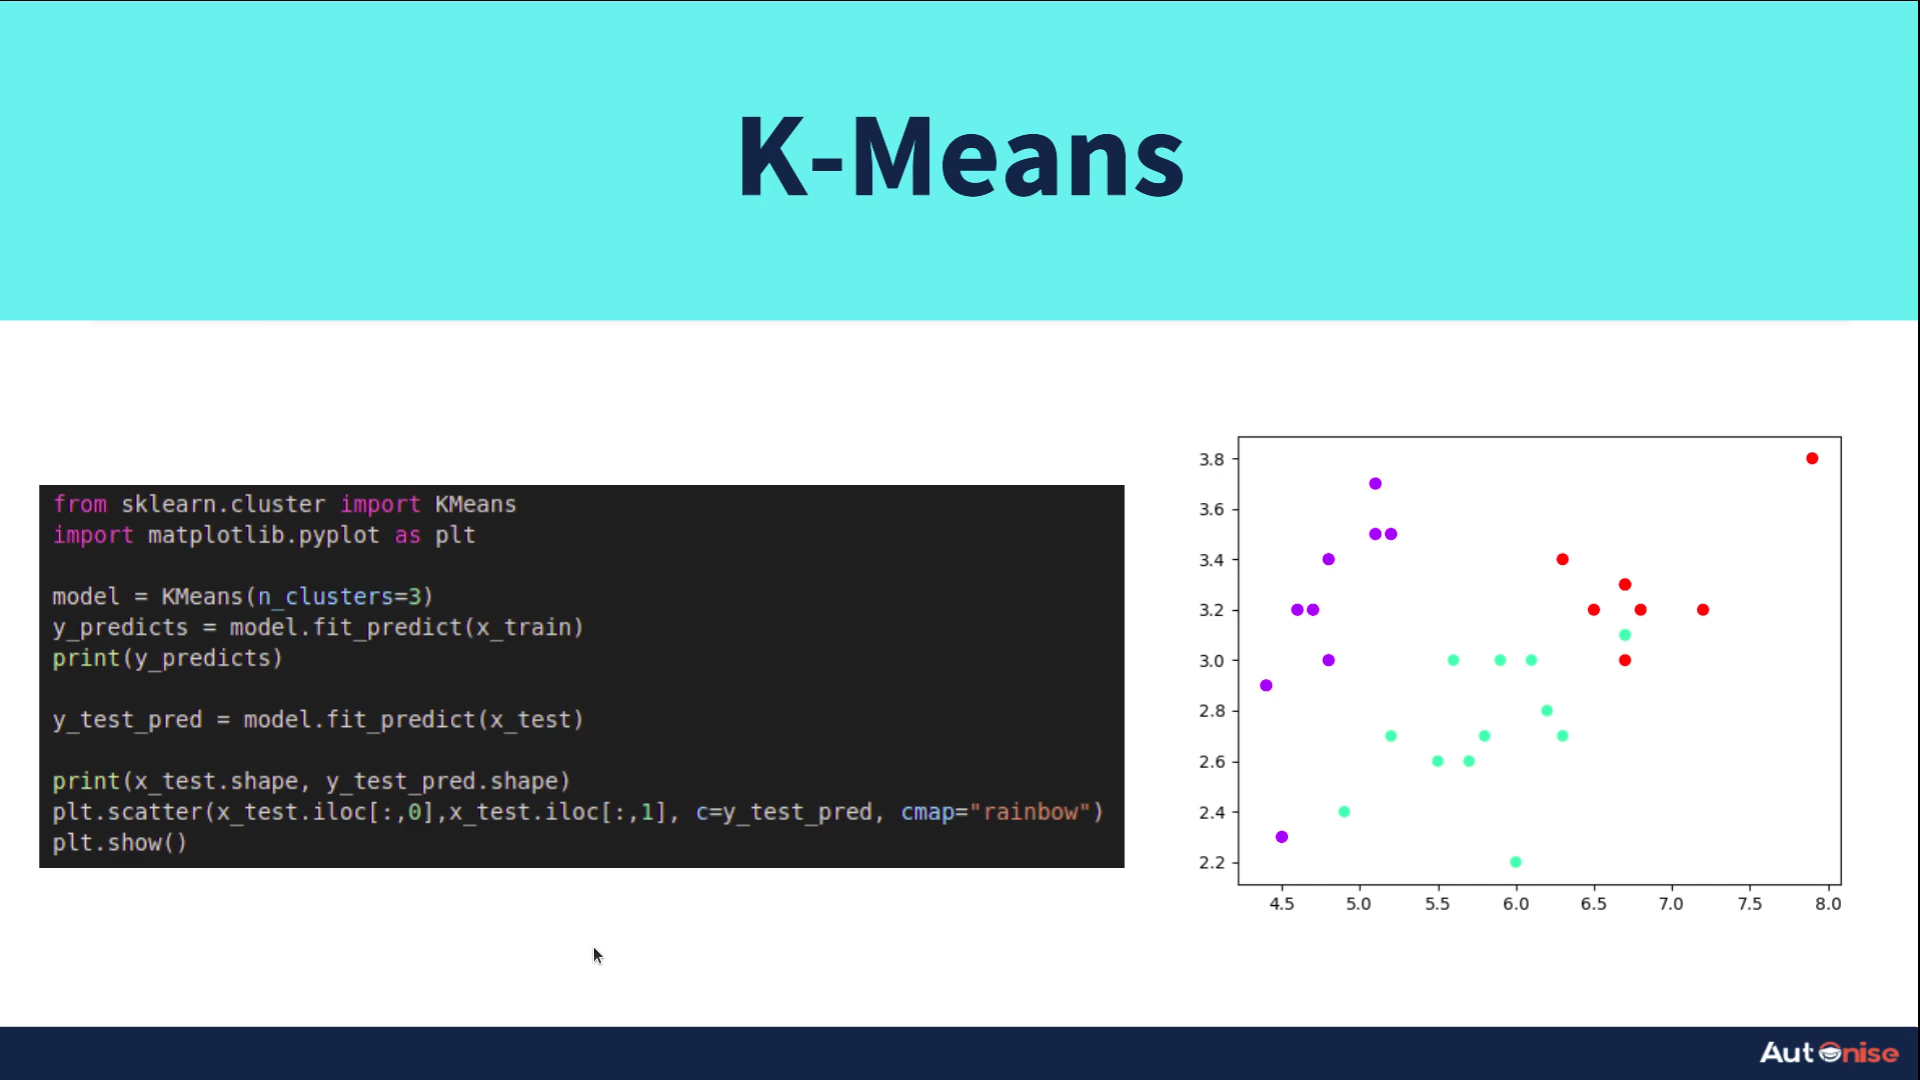 K-Means
from sklearn.cluster import KMeans
import matplotlib.pyplot as plt
model = KMeans(n_clusters=3)
y_predicts = model.fit_predict(x_train)
print(y_predicts)
y_test_pred = model.fit_predict(x_test)
print(x_test.shape, y_test_pred.shape)
plt.scatter(x_test.iloc[:,0],x_test.iloc[:,1], c=y_test_pred, cmap="rainbow")
plt.show()
3.8
3.6
3.4
3.2
3.0
2.8
2.6
2.4
2.2
4.5 5.0 5.5 6.0 6.5 7.0 7.5 8.0
AutOnise